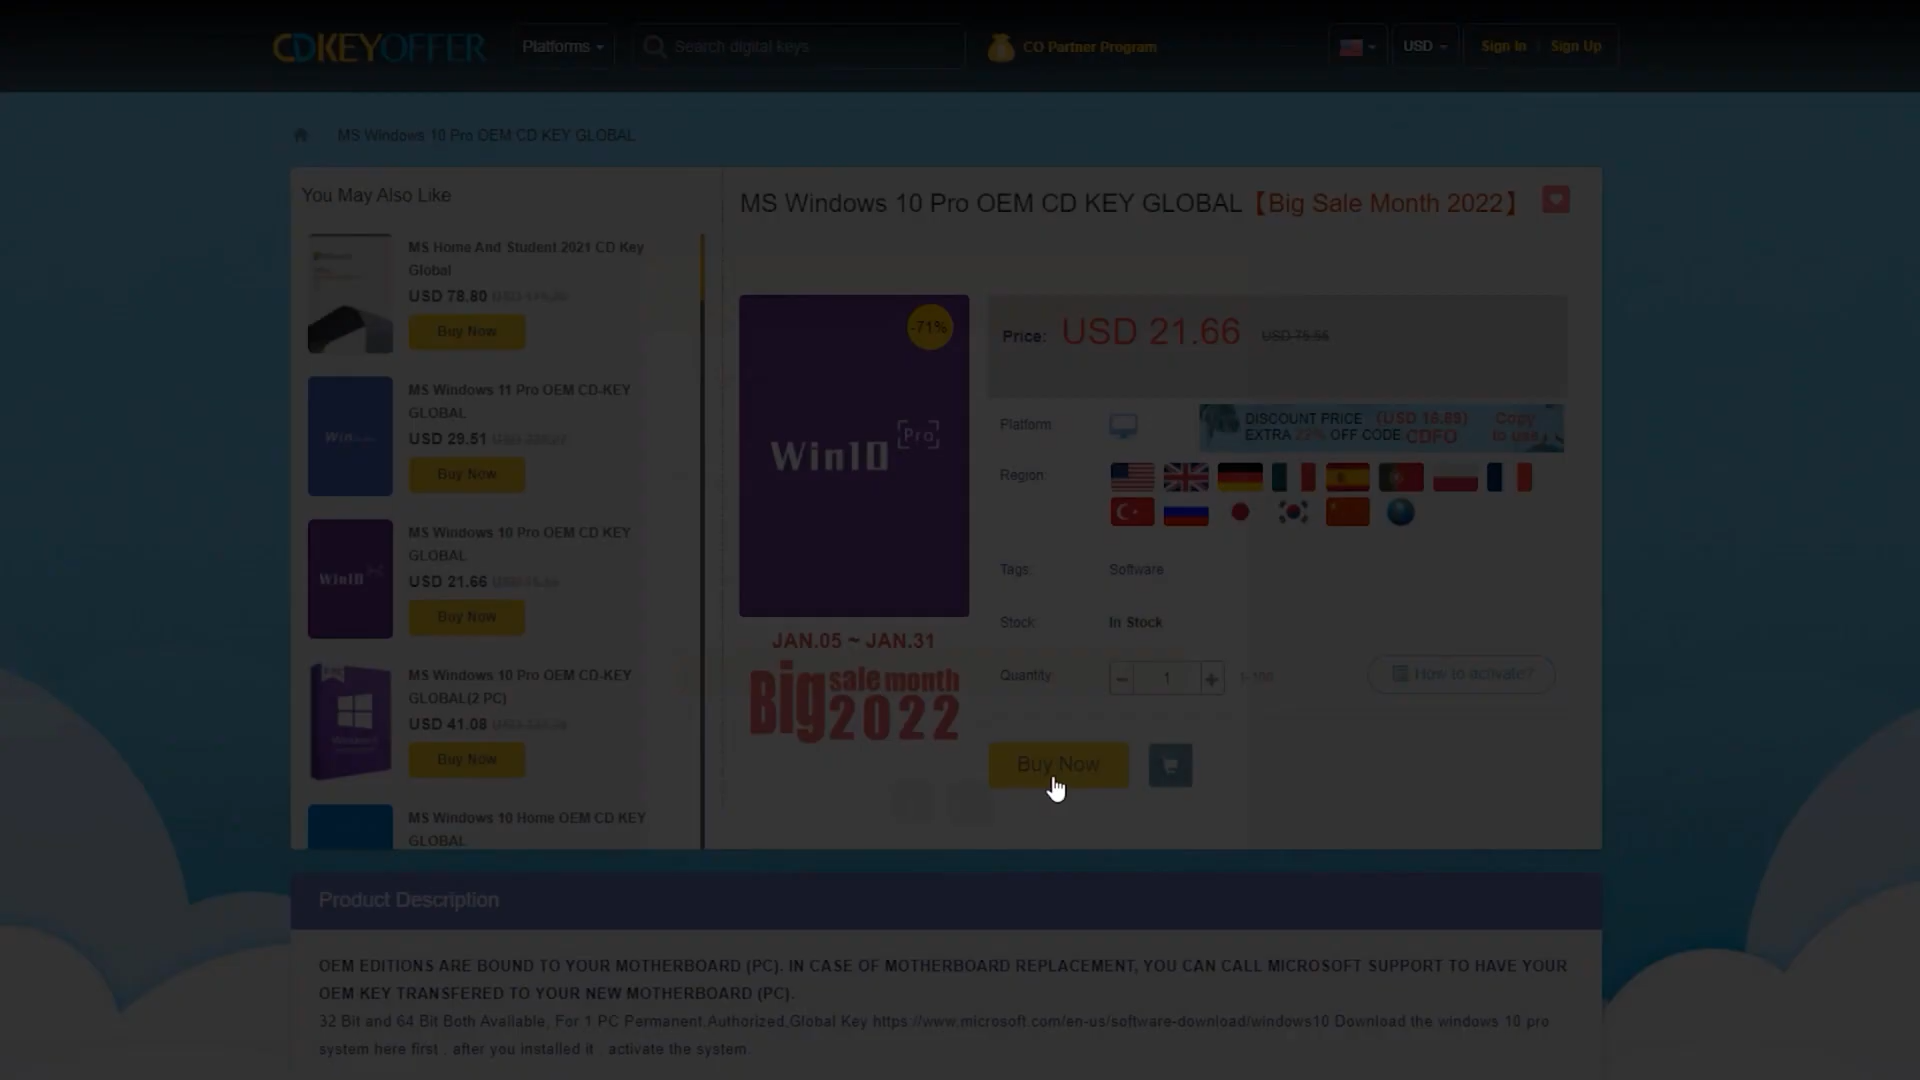 CDKEYOFFER
Platforms
Search digital keys
CO Partner Program
USD
Sign In
Sign Up
MS Windows 10 Pro OEM CD KEY GLOBAL
You May Also Like
MS Home And Student 2021 CD Key
Global
USD 78.80
Buy Now
Win
MS Windows 11 Pro OEM CD-KEY
GLOBAL
USD 29.51
Buy Now
Win10
MS Windows 10 Pro OEM CD KEY
GLOBAL
USD 21.66
Buy Now
MS Windows 10 Pro OEM CD-KEY
GLOBAL(2 PC)
USD 41.08
Buy Now
MS Windows 10 Home OEM CD KEY
GLOBAL
MS Windows 10 Pro OEM CD KEY GLOBAL【Big Sale Month 2022】
-71%
Win10 [Pro]
JAN.05 ~ JAN.31
Big sale month
2022
Price: USD 21.66
Platform:
DISCOUNT PRICE
EXTRA 22% OFF CODE CDFO
Copy
to use
Region:
Tags: Software
Stock: In Stock
Quantity: − 1 + 1-100
How to activate?
Buy Now
Product Description
OEM EDITIONS ARE BOUND TO YOUR MOTHERBOARD (PC). IN CASE OF MOTHERBOARD REPLACEMENT, YOU CAN CALL MICROSOFT SUPPORT TO HAVE YOUR
OEM KEY TRANSFERED TO YOUR NEW MOTHERBOARD (PC).
32 Bit and 64 Bit Both Available, For 1 PC Permanent,Authorized,Global Key https://www.microsoft.com/en-us/software-download/windows10 Download the windows 10 pro
system here first , after you installed it , activate the system.